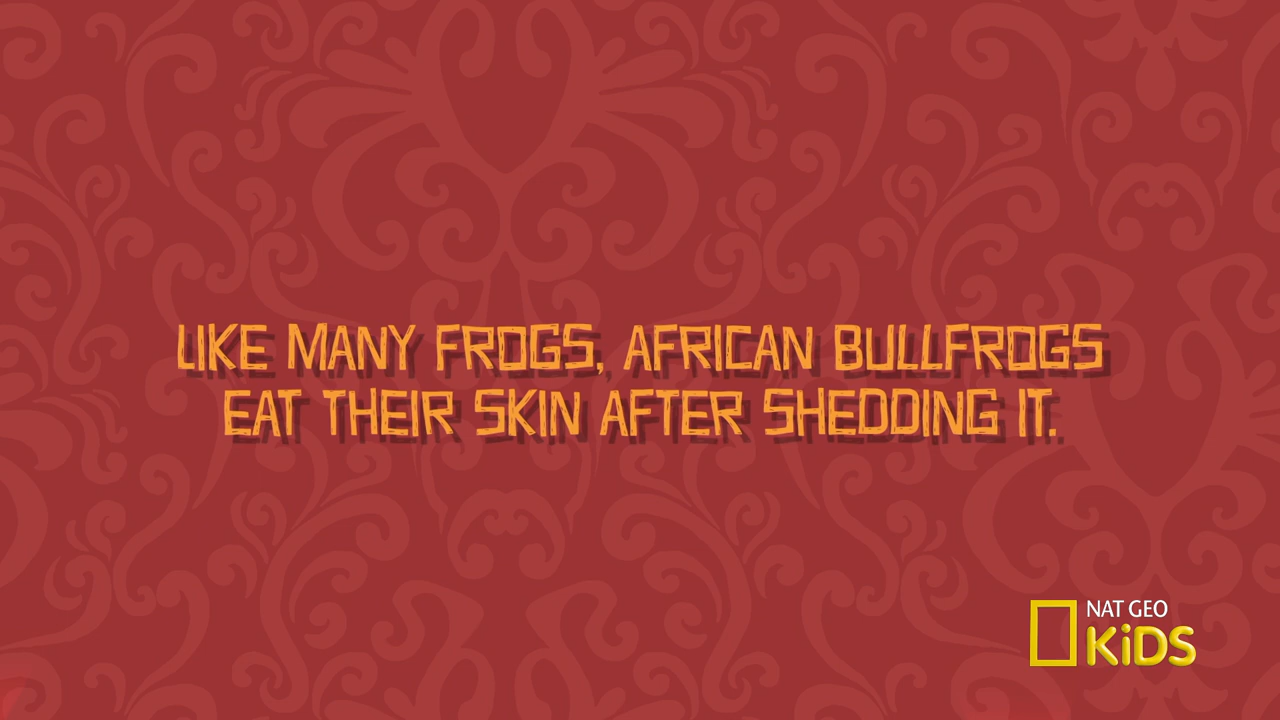 LIKE MANY FROGS, AFRICAN BULLFROGS
EAT THEIR SKIN AFTER SHEDDING IT.
NAT GEO
KiDS